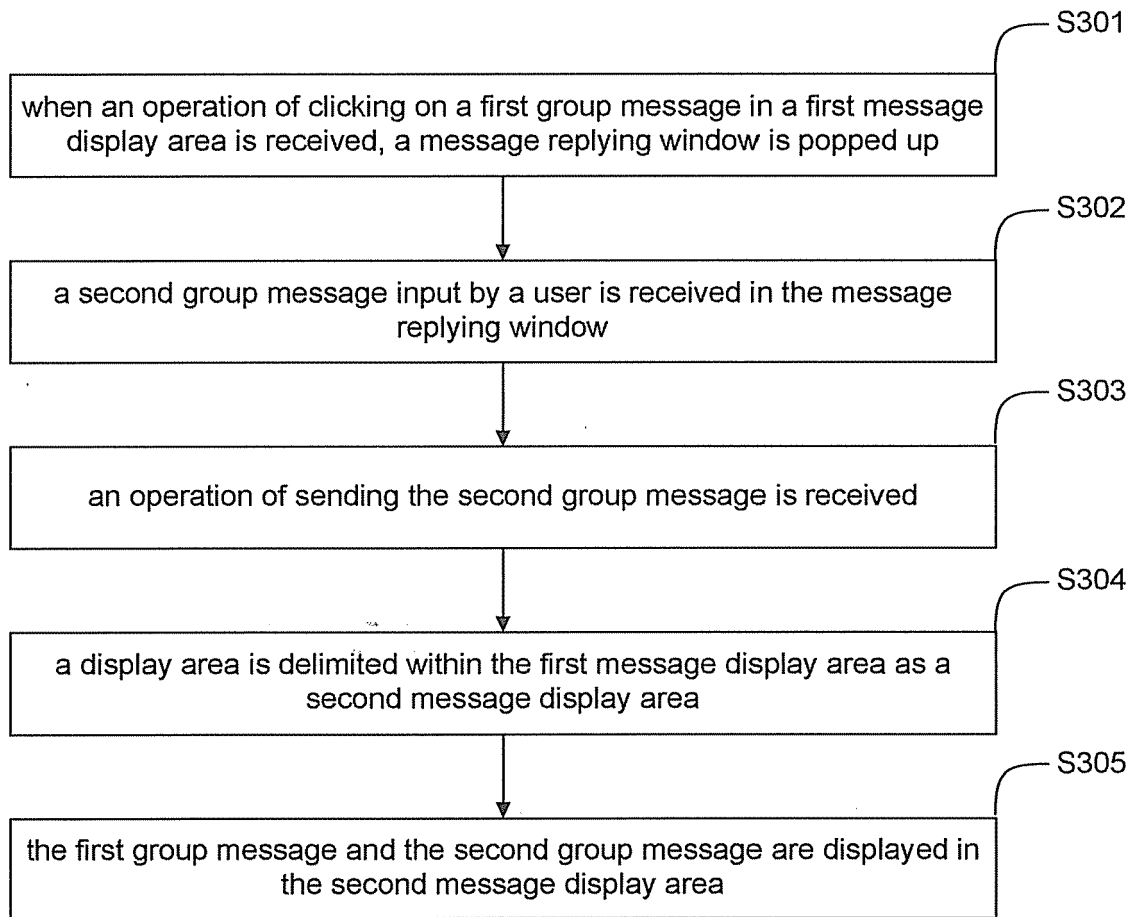 S301
when an operation of clicking on a first group message in a first message
display area is received, a message replying window is popped up
S302
a second group message input by a user is received in the message
replying window
S303
an operation of sending the second group message is received
S304
a display area is delimited within the first message display area as a
second message display area
S305
the first group message and the second group message are displayed in
the second message display area